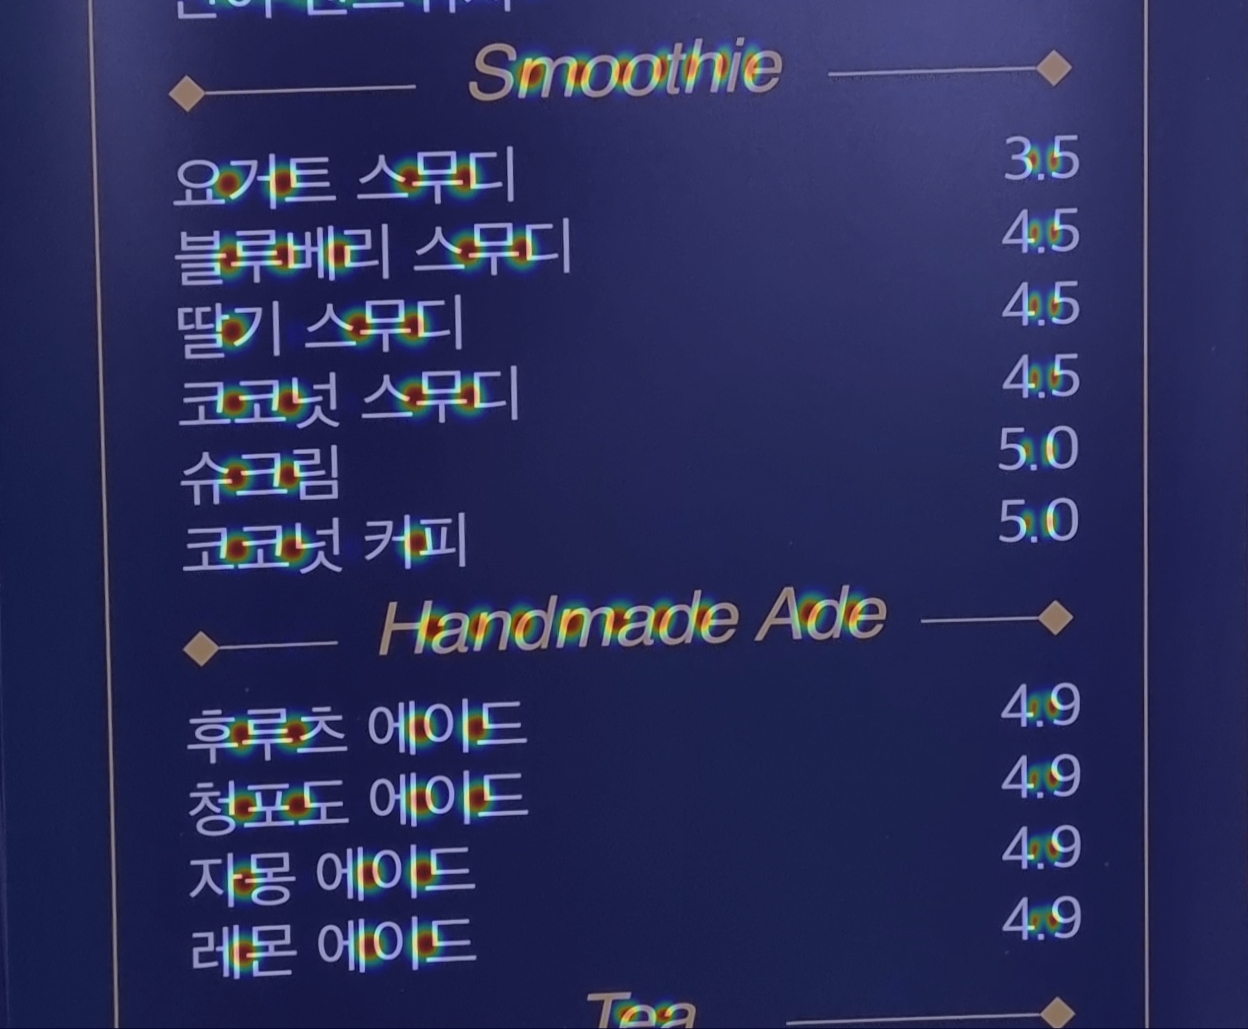 Smoothie
요거트 스무디 3.5
블루베리 스무디 4.5
딸기 스무디 4.5
코코넛 스무디 4.5
슈크림 5.0
코코넛 커피 5.0
Handmade Ade
후루츠 에이드 4.9
청포도 에이드 4.9
자몽 에이드 4.9
레몬 에이드 4.9
Tea